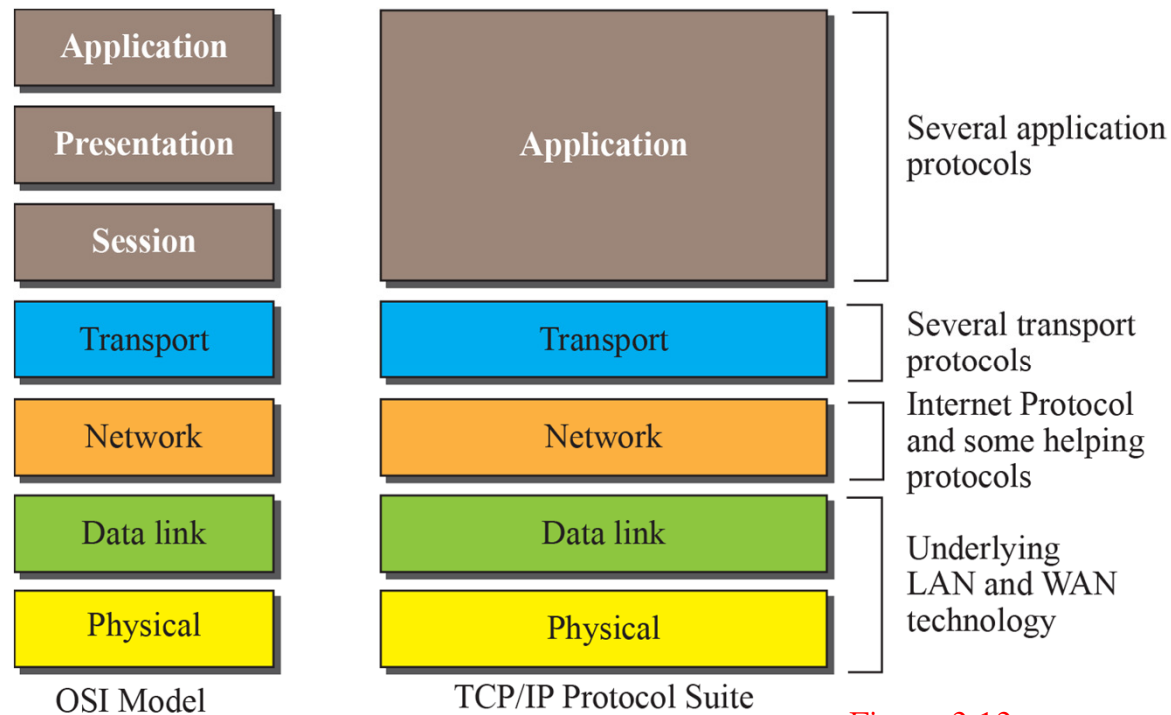 Application
Presentation
Session
Transport
Network
Data link
Physical
OSI Model
Application
Transport
Network
Data link
Physical
TCP/IP Protocol Suite
Several application
protocols
Several transport
protocols
Internet Protocol
and some helping
protocols
Underlying
LAN and WAN
technology